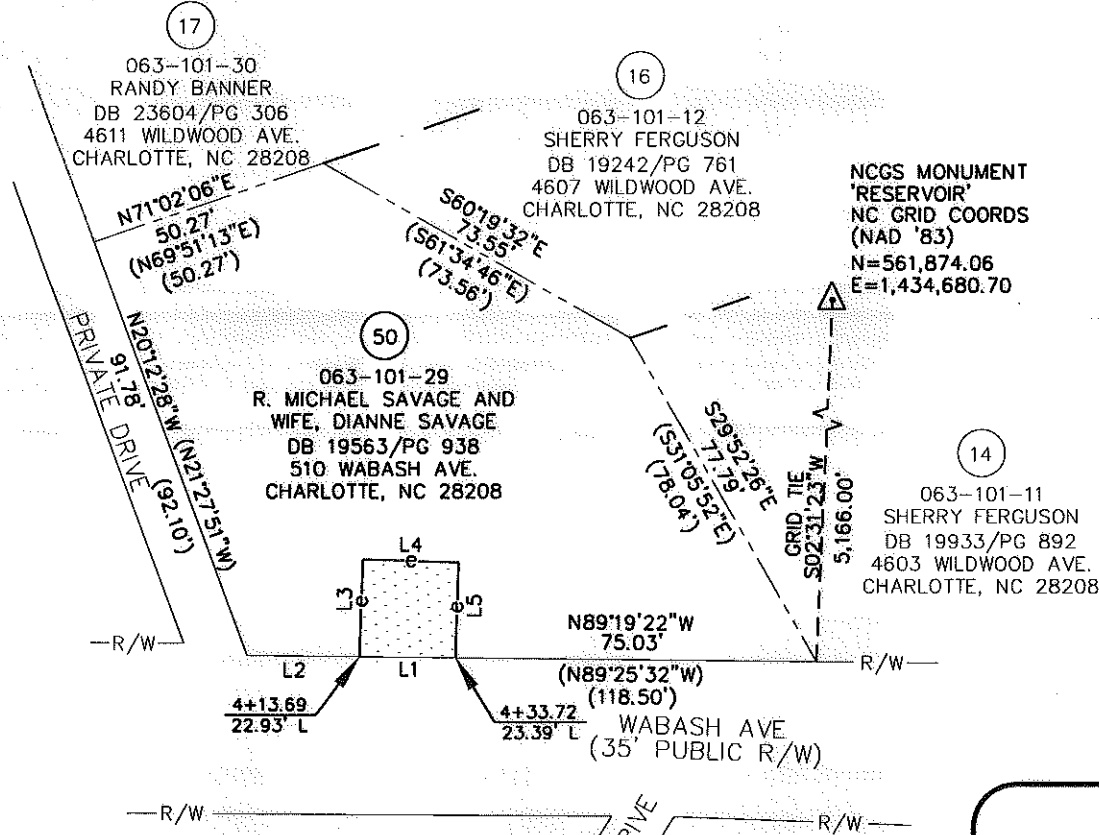 17
063-101-30
RANDY BANNER
DB 23604/PG 306
4611 WILDWOOD AVE.
CHARLOTTE, NC 28208
16
063-101-12
SHERRY FERGUSON
DB 19242/PG 761
4607 WILDWOOD AVE.
CHARLOTTE, NC 28208
NCGS MONUMENT
'RESERVOIR'
NC GRID COORDS
(NAD '83)
N=561,874.06
E=1,434,680.70
N71°02'06"E
50.27'
(N69°51'13"E)
(50.27')
S60°19'32"E
73.55'
(S61°34'46"E)
(73.56')
PRIVATE DRIVE
N20°12'28"W (N21°27'51"W)
91.78'
(92.10')
50
063-101-29
R. MICHAEL SAVAGE AND
WIFE, DIANNE SAVAGE
DB 19563/PG 938
510 WABASH AVE.
CHARLOTTE, NC 28208
S29°52'26"E
77.79'
(S31°05'52"E)
(78.04')
GRID TIE
S02°31'23"W
5,166.00'
14
063-101-11
SHERRY FERGUSON
DB 19933/PG 892
4603 WILDWOOD AVE.
CHARLOTTE, NC 28208
L4
e
L3
e
L5
e
R/W
L2
L1
N89°19'22"W
75.03'
(N89°25'32"W)
(118.50')
R/W
4+13.69
22.93' L
4+33.72
23.39' L
WABASH AVE
(35' PUBLIC R/W)
R/W
R/W